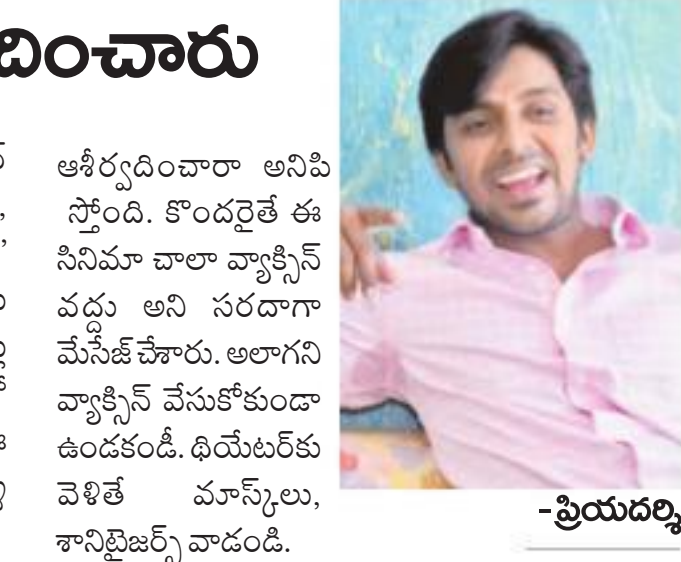 దించారు
ఆశీర్వదించారా అనిపి
స్తోంది. కొందరైతే ఈ
సినిమా చాలా వ్యాక్సిన్
వద్దు అని సరదాగా
మేసేజ్ చేశారు. అలాగని
వ్యాక్సిన్ వేసుకోకుండా
ఉండకండీ. థియేటర్‌కు
వెళితే మాస్క్‌లు,
శానిటైజర్స్ వాడండి.
-ప్రియదర్శి